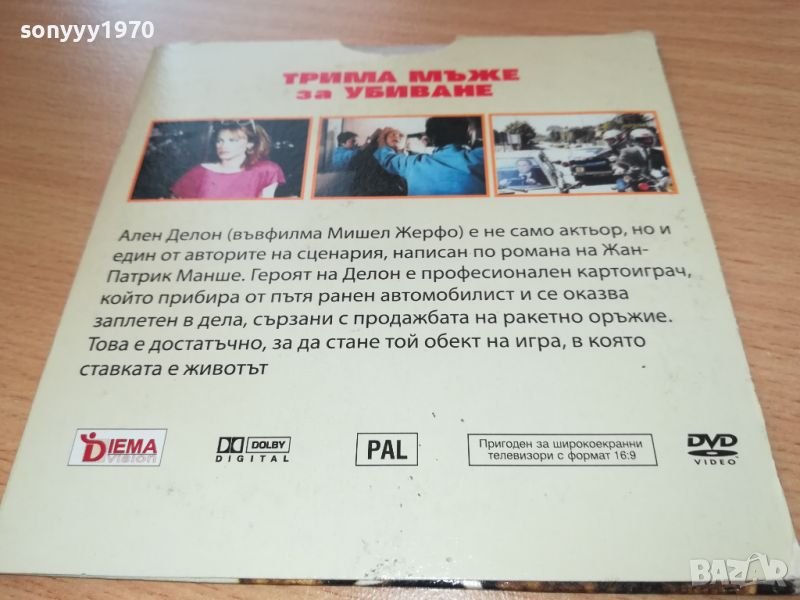 sonyyy1970
ТРИМА МЪЖЕ
за УБИВАНЕ
Ален Делон (възфилма Мишел Жерфо) е не само актьор, но и
един от авторите на сценария, написан по романа на Жан-
Патрик Манше. Героят на Делон е професионален картоиграч,
който прибира от пътя ранен автомобилист и се оказва
заплетен в дела, сързани с продажбата на ракетно оръжие.
Това е достатъчно, за да стане той обект на игра, в която
ставката е животът
DIEMA
vision
DOLBY
DIGITAL
PAL
Пригоден за широкоекранни
телевизори с формат 16:9
DVD
VIDEO
BAZAR